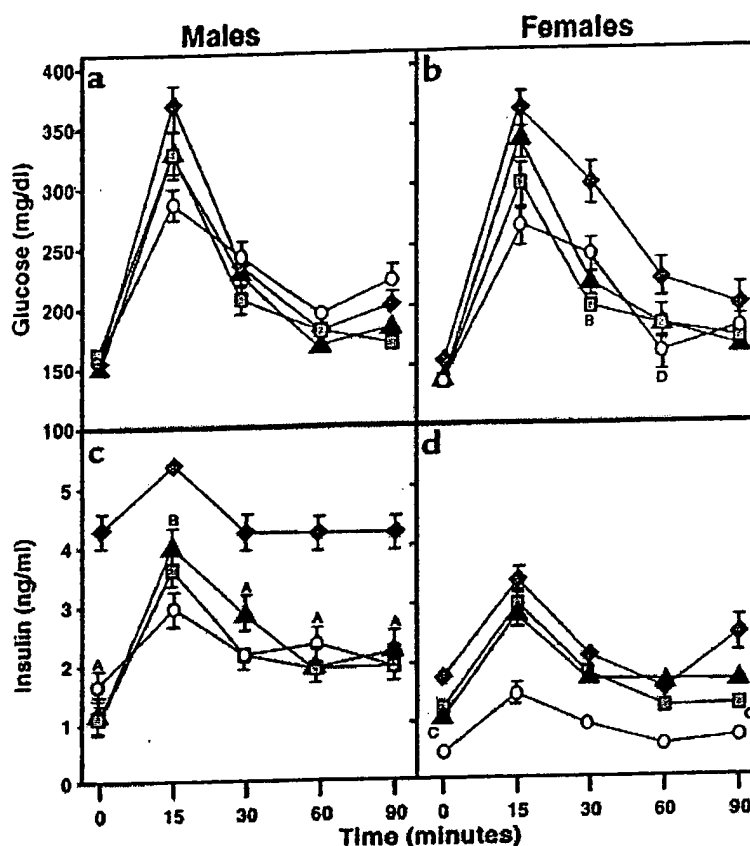 Males Females
a b
Glucose (mg/dl)
400
350
300
250
200
150
100
B
D
c d
Insulin (ng/ml)
5
4
3
2
1
0
A
B
A
A
A
C
C
0 15 30 60 90 0 15 30 60 90
Time (minutes)